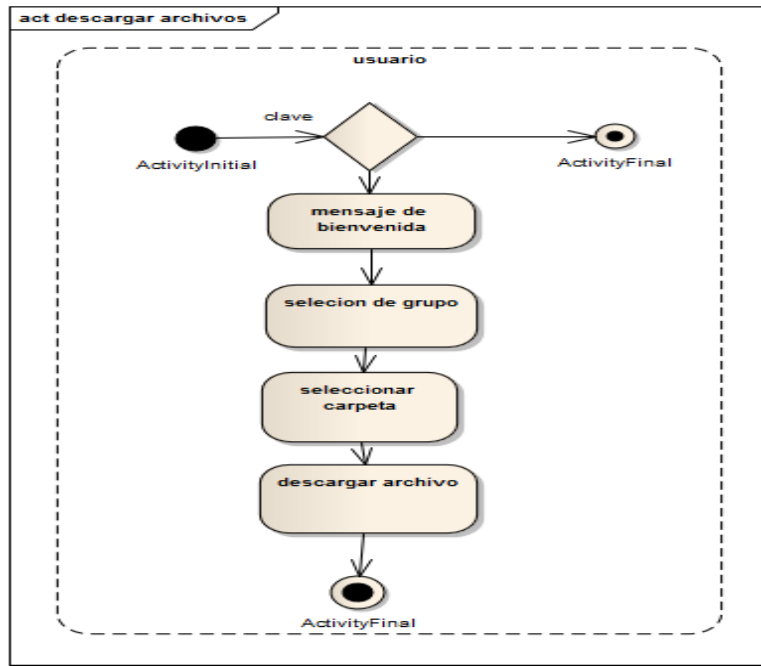 act descargar archivos
usuario
clave
ActivityInitial
ActivityFinal
mensaje de
bienvenida
selecion de grupo
seleccionar
carpeta
descargar archivo
ActivityFinal